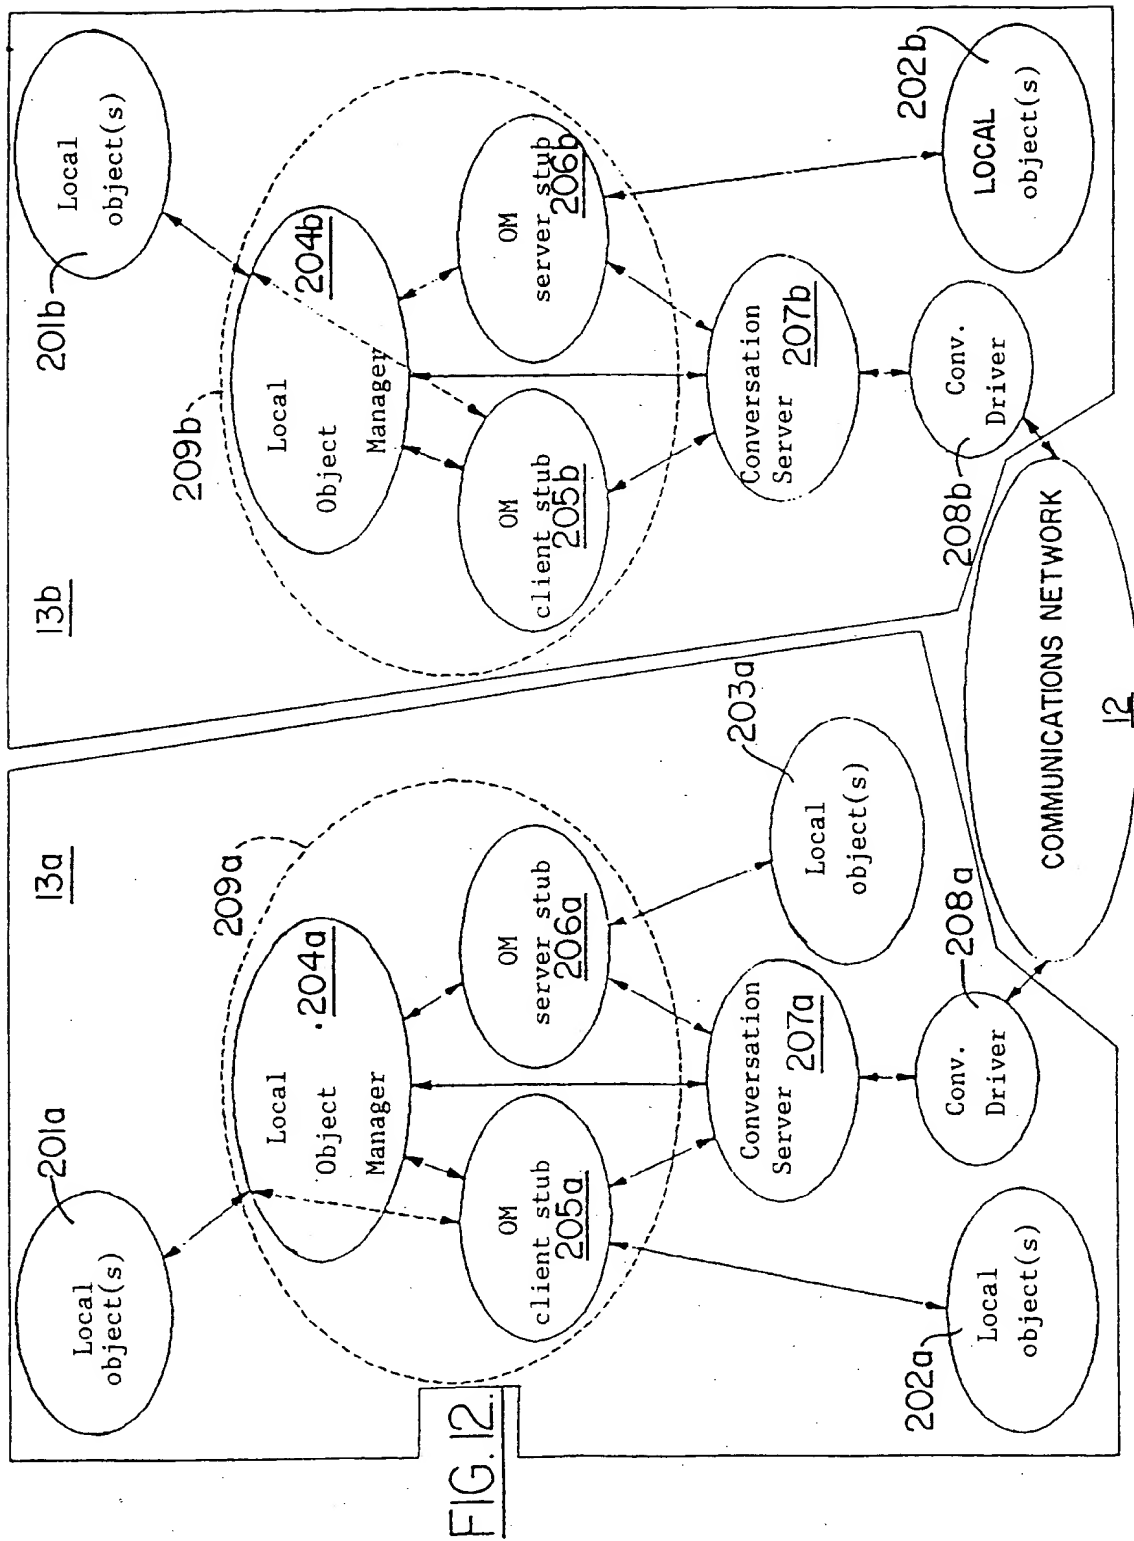 13a
201a
Local
object(s)
209a
Local
Object
Manager
204a
OM
client stub
205a
OM
server stub
206a
203a
Local
object(s)
Conversation
Server
207a
202a
Local
object(s)
Conv.
Driver
208a
13b
201b
Local
object(s)
209b
Local
Object
Manager
204b
OM
client stub
205b
OM
server stub
206b
Conversation
Server
207b
202b
LOCAL
object(s)
Conv.
Driver
208b
COMMUNICATIONS NETWORK
12
FIG. 12.